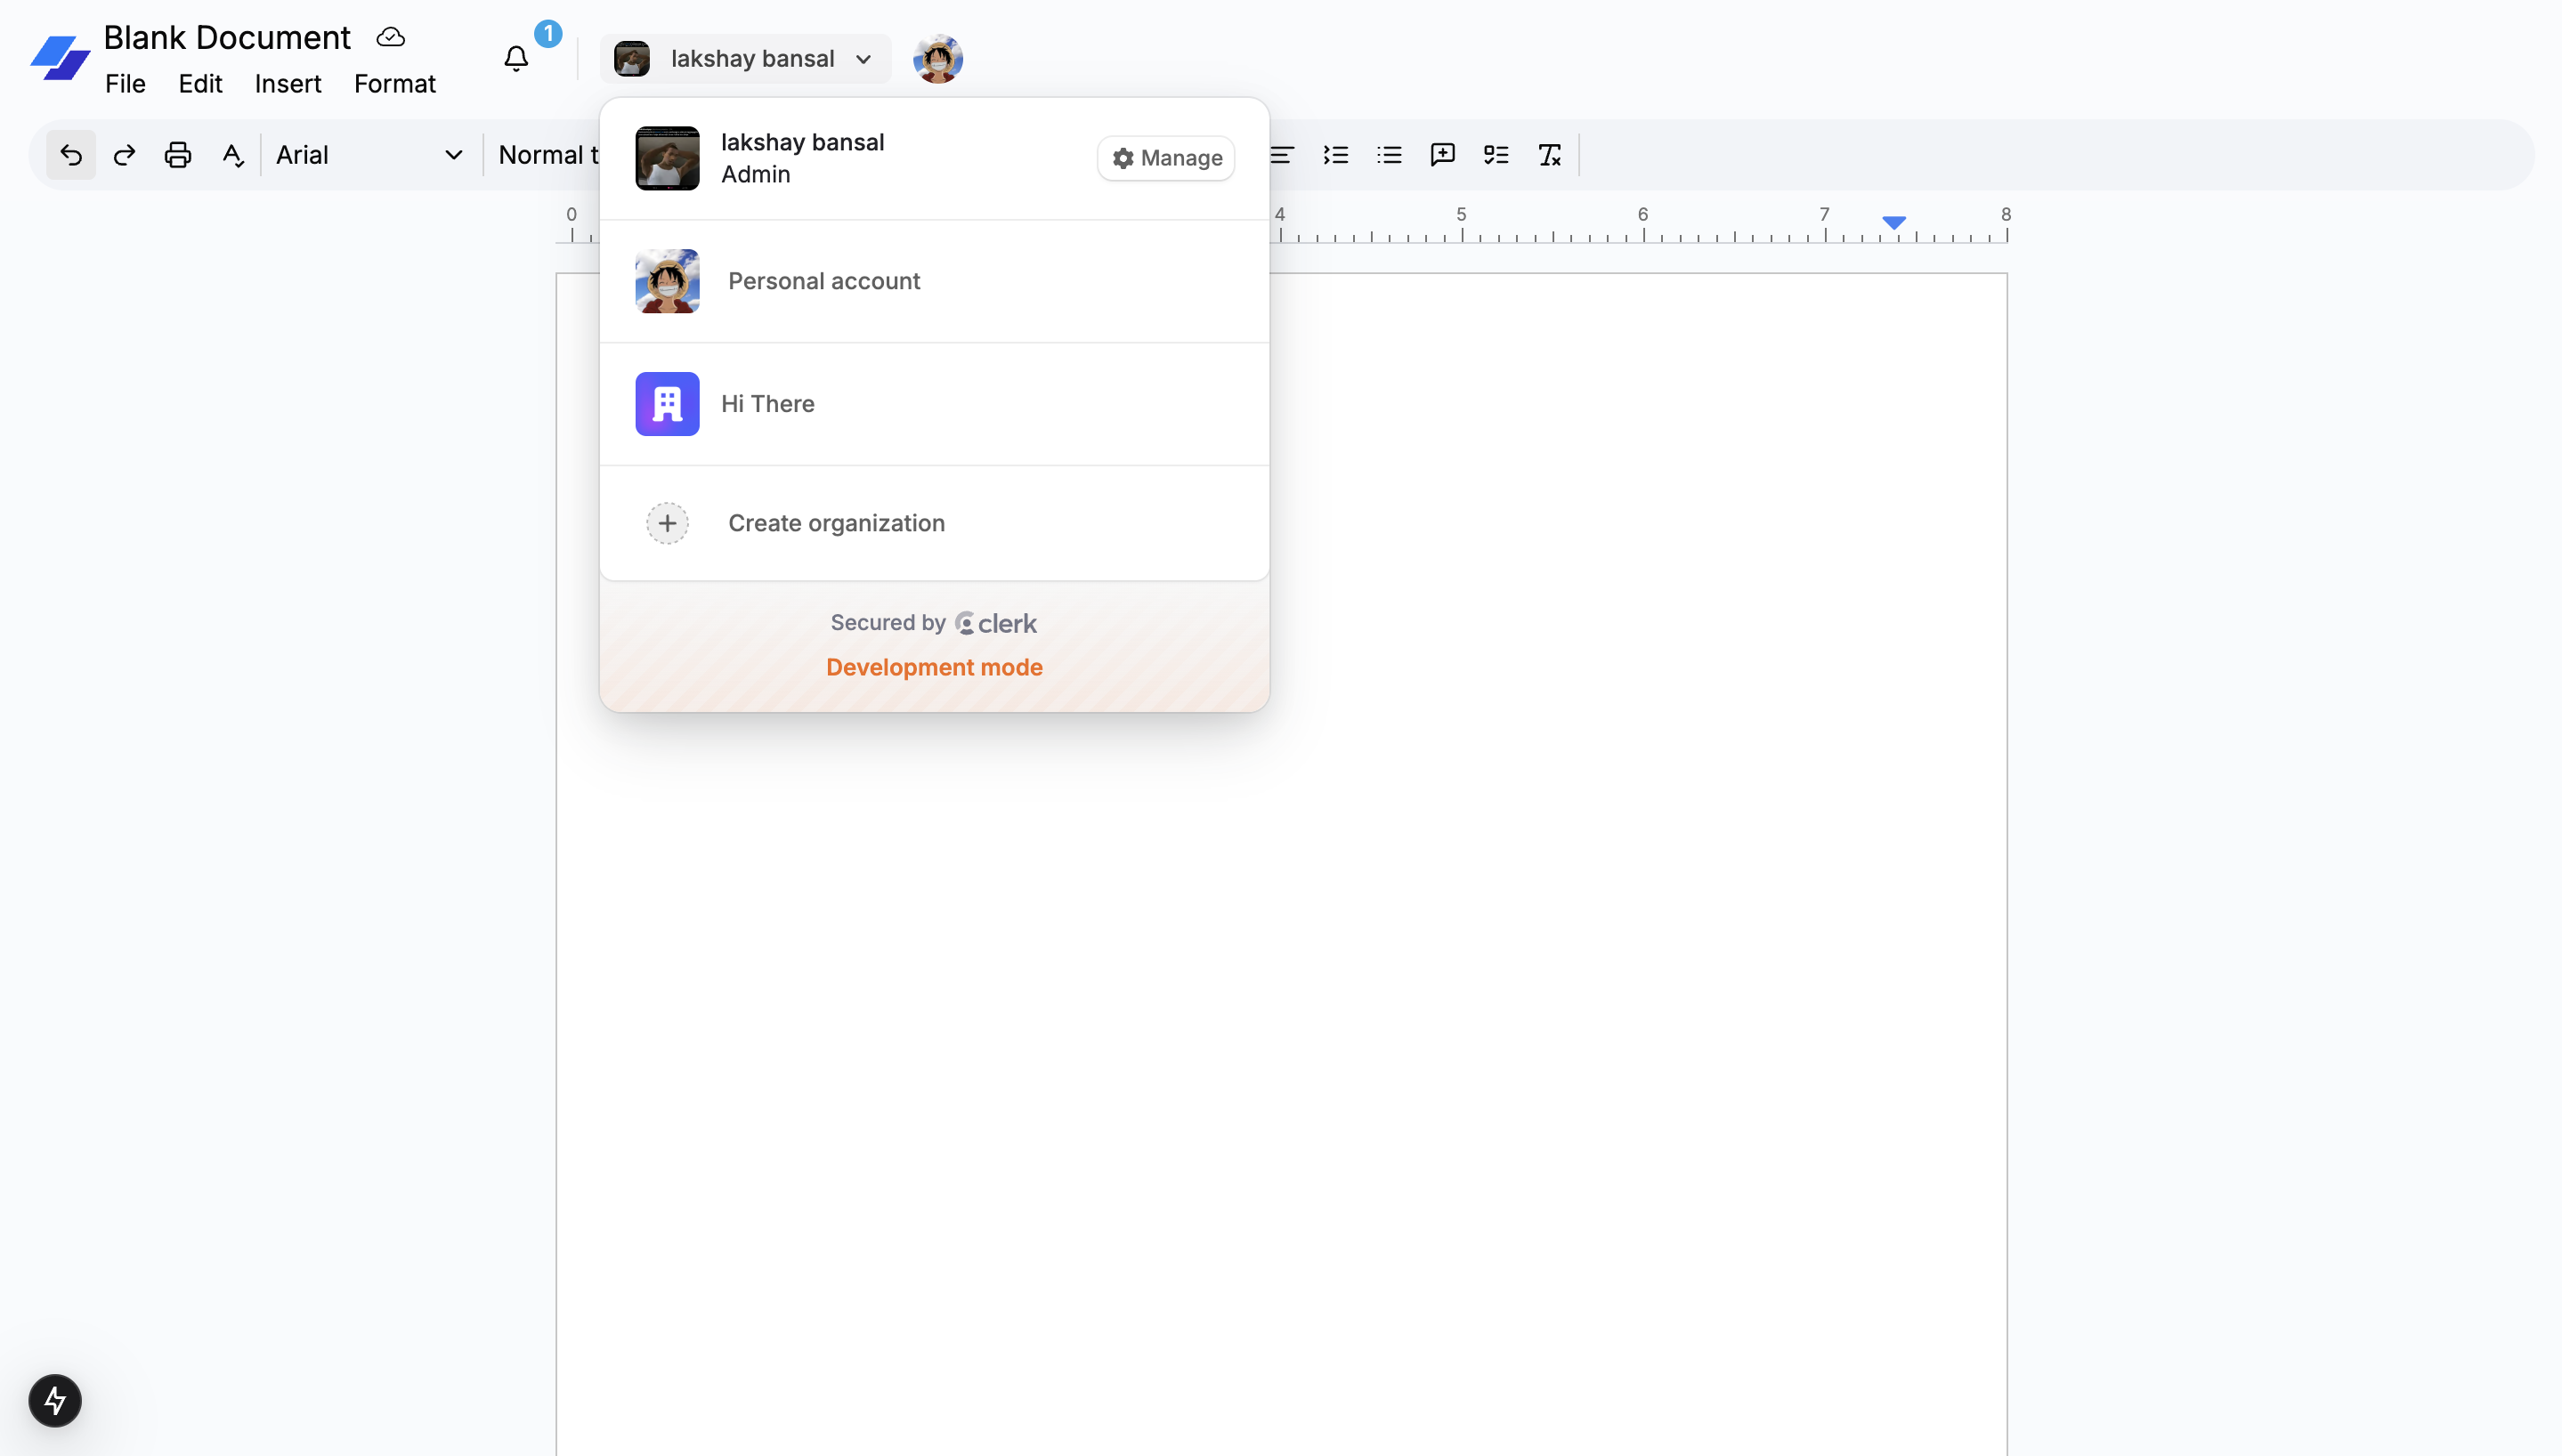 Blank Document
1
lakshay bansal
File Edit Insert Format
Arial
Normal t
lakshay bansal
Admin
Manage
0 4 5 6 7 8
Personal account
Hi There
Create organization
Secured by clerk
Development mode